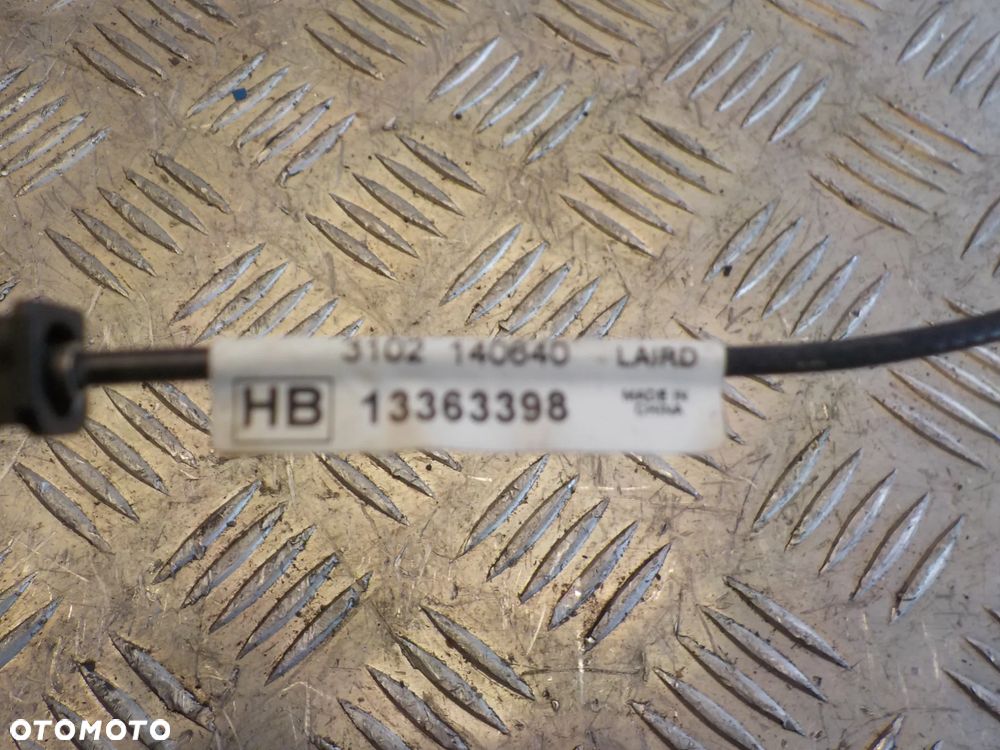 3102 140640 LAIRD
HB 13363398 MADE IN
CHINA
OTOMOTO